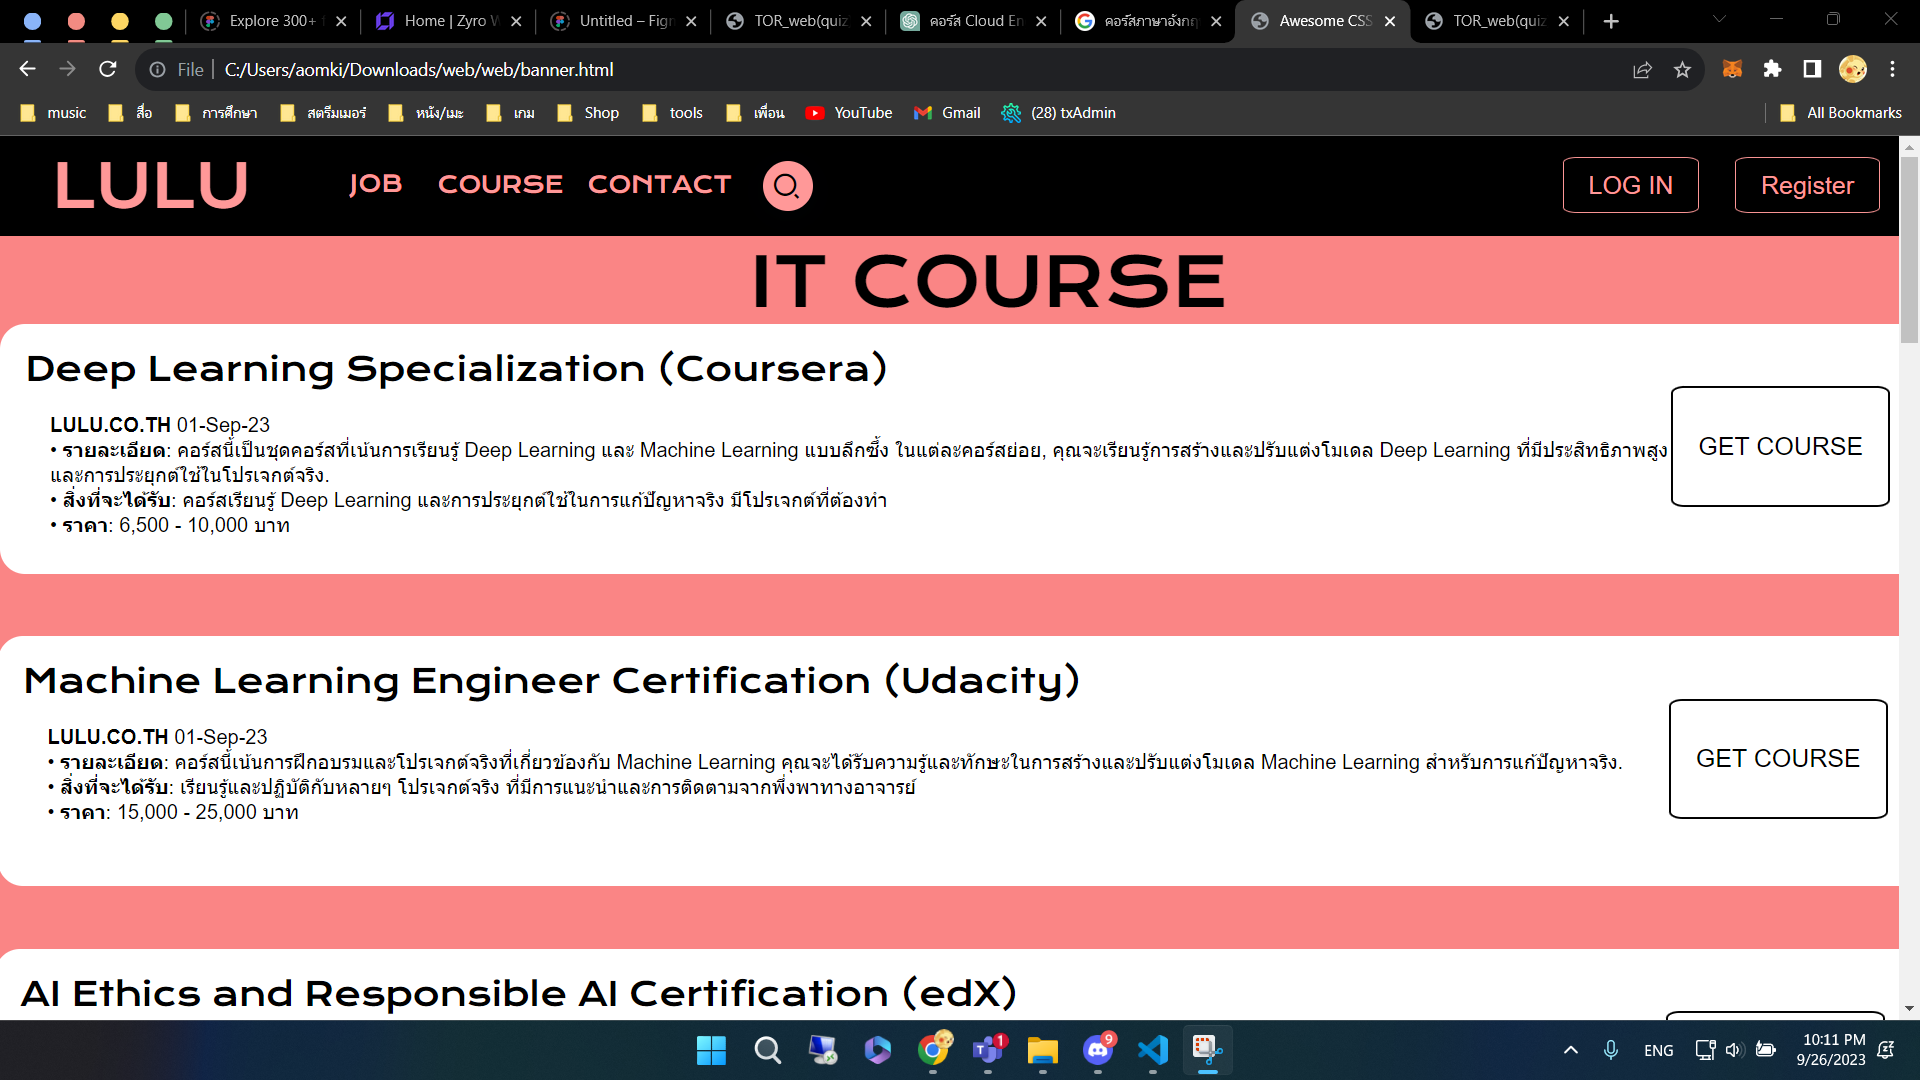 Explore 300+
Home | Zyro W
Untitled – Figm
TOR_web(quiz
คอร์ส Cloud En
คอร์สภาษาอังกฤ
Awesome CSS
TOR_web(quiz
File
C:/Users/aomki/Downloads/web/web/banner.html
music
สื่อ
การศึกษา
สตรีมเมอร์
หนัง/เมะ
เกม
Shop
tools
เพื่อน
YouTube
Gmail
(28) txAdmin
All Bookmarks
LULU
JOB
COURSE
CONTACT
LOG IN
Register
IT COURSE
Deep Learning Specialization (Coursera)
LULU.CO.TH 01-Sep-23
• รายละเอียด: คอร์สนี้เป็นชุดคอร์สที่เน้นการเรียนรู้ Deep Learning และ Machine Learning แบบลึกซึ้ง ในแต่ละคอร์สย่อย, คุณจะเรียนรู้การสร้างและปรับแต่งโมเดล Deep Learning ที่มีประสิทธิภาพสูง
และการประยุกต์ใช้ในโปรเจกต์จริง.
• สิ่งที่จะได้รับ: คอร์สเรียนรู้ Deep Learning และการประยุกต์ใช้ในการแก้ปัญหาจริง มีโปรเจกต์ที่ต้องทำ
• ราคา: 6,500 - 10,000 บาท
GET COURSE
Machine Learning Engineer Certification (Udacity)
LULU.CO.TH 01-Sep-23
• รายละเอียด: คอร์สนี้เน้นการฝึกอบรมและโปรเจกต์จริงที่เกี่ยวข้องกับ Machine Learning คุณจะได้รับความรู้และทักษะในการสร้างและปรับแต่งโมเดล Machine Learning สำหรับการแก้ปัญหาจริง.
• สิ่งที่จะได้รับ: เรียนรู้และปฏิบัติกับหลายๆ โปรเจกต์จริง ที่มีการแนะนำและการติดตามจากพึ่งพาทางอาจารย์
• ราคา: 15,000 - 25,000 บาท
GET COURSE
AI Ethics and Responsible AI Certification (edX)
1
9
ENG
10:11 PM
9/26/2023